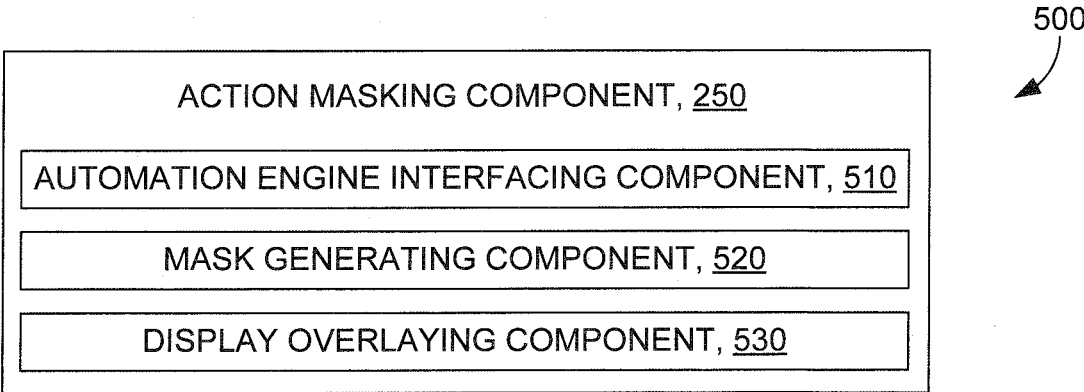 500
ACTION MASKING COMPONENT, 250
AUTOMATION ENGINE INTERFACING COMPONENT, 510
MASK GENERATING COMPONENT, 520
DISPLAY OVERLAYING COMPONENT, 530